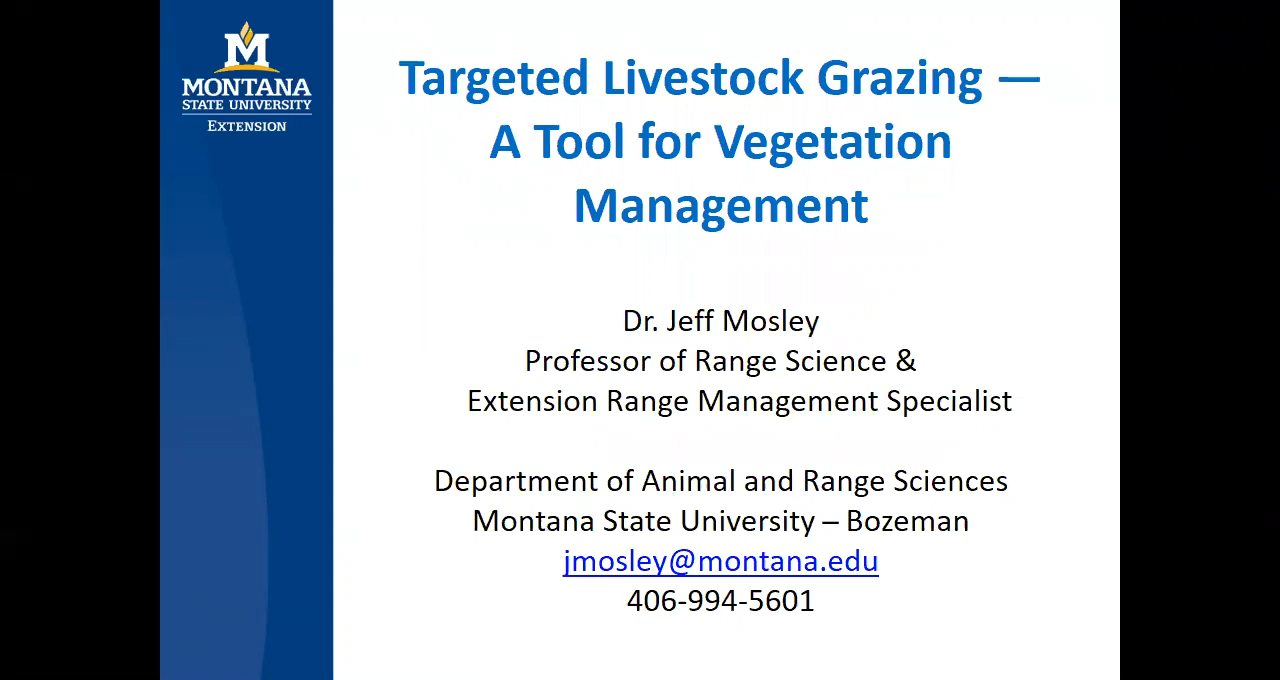 MONTANA
STATE UNIVERSITY
EXTENSION
Targeted Livestock Grazing —
A Tool for Vegetation
Management
Dr. Jeff Mosley
Professor of Range Science &
Extension Range Management Specialist
Department of Animal and Range Sciences
Montana State University – Bozeman
jmosley@montana.edu
406-994-5601